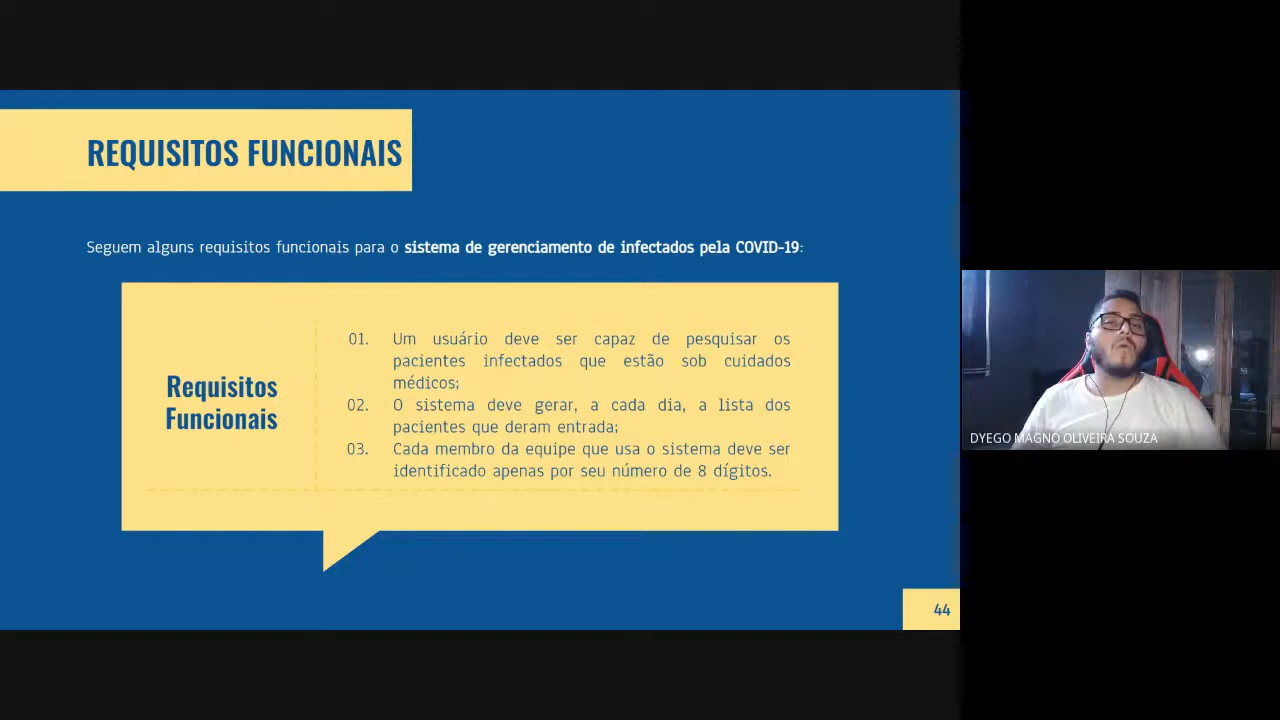 REQUISITOS FUNCIONAIS
Seguem alguns requisitos funcionais para o sistema de gerenciamento de infectados pela COVID-19:
Requisitos
Funcionais
01. Um usuário deve ser capaz de pesquisar os
pacientes infectados que estão sob cuidados
médicos;
02. O sistema deve gerar, a cada dia, a lista dos
pacientes que deram entrada;
03. Cada membro da equipe que usa o sistema deve ser
identificado apenas por seu número de 8 dígitos.
44
DYEGO MAGNO OLIVEIRA SOUZA